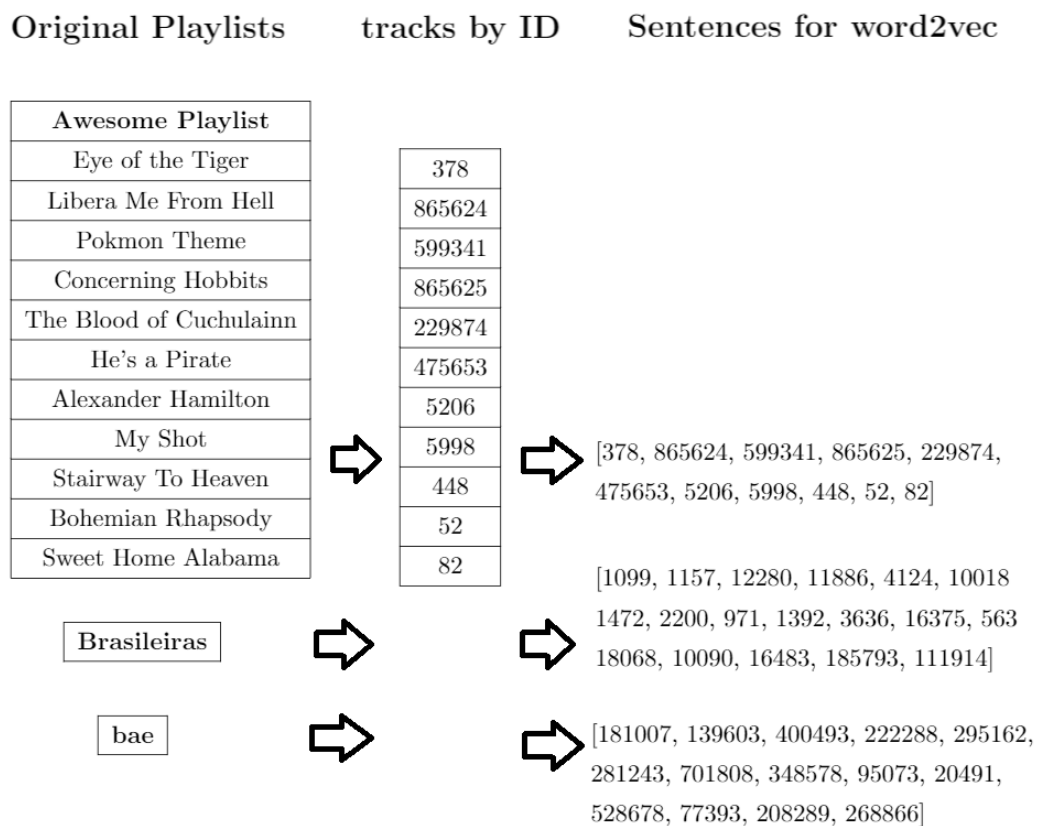 Original Playlists
tracks by ID
Sentences for word2vec
Awesome Playlist
Eye of the Tiger
Libera Me From Hell
Pokmon Theme
Concerning Hobbits
The Blood of Cuchulainn
He's a Pirate
Alexander Hamilton
My Shot
Stairway To Heaven
Bohemian Rhapsody
Sweet Home Alabama
378
865624
599341
865625
229874
475653
5206
5998
448
52
82
[378, 865624, 599341, 865625, 229874,
475653, 5206, 5998, 448, 52, 82]
Brasileiras
[1099, 1157, 12280, 11886, 4124, 10018
1472, 2200, 971, 1392, 3636, 16375, 563
18068, 10090, 16483, 185793, 111914]
bae
[181007, 139603, 400493, 222288, 295162,
281243, 701808, 348578, 95073, 20491,
528678, 77393, 208289, 268866]